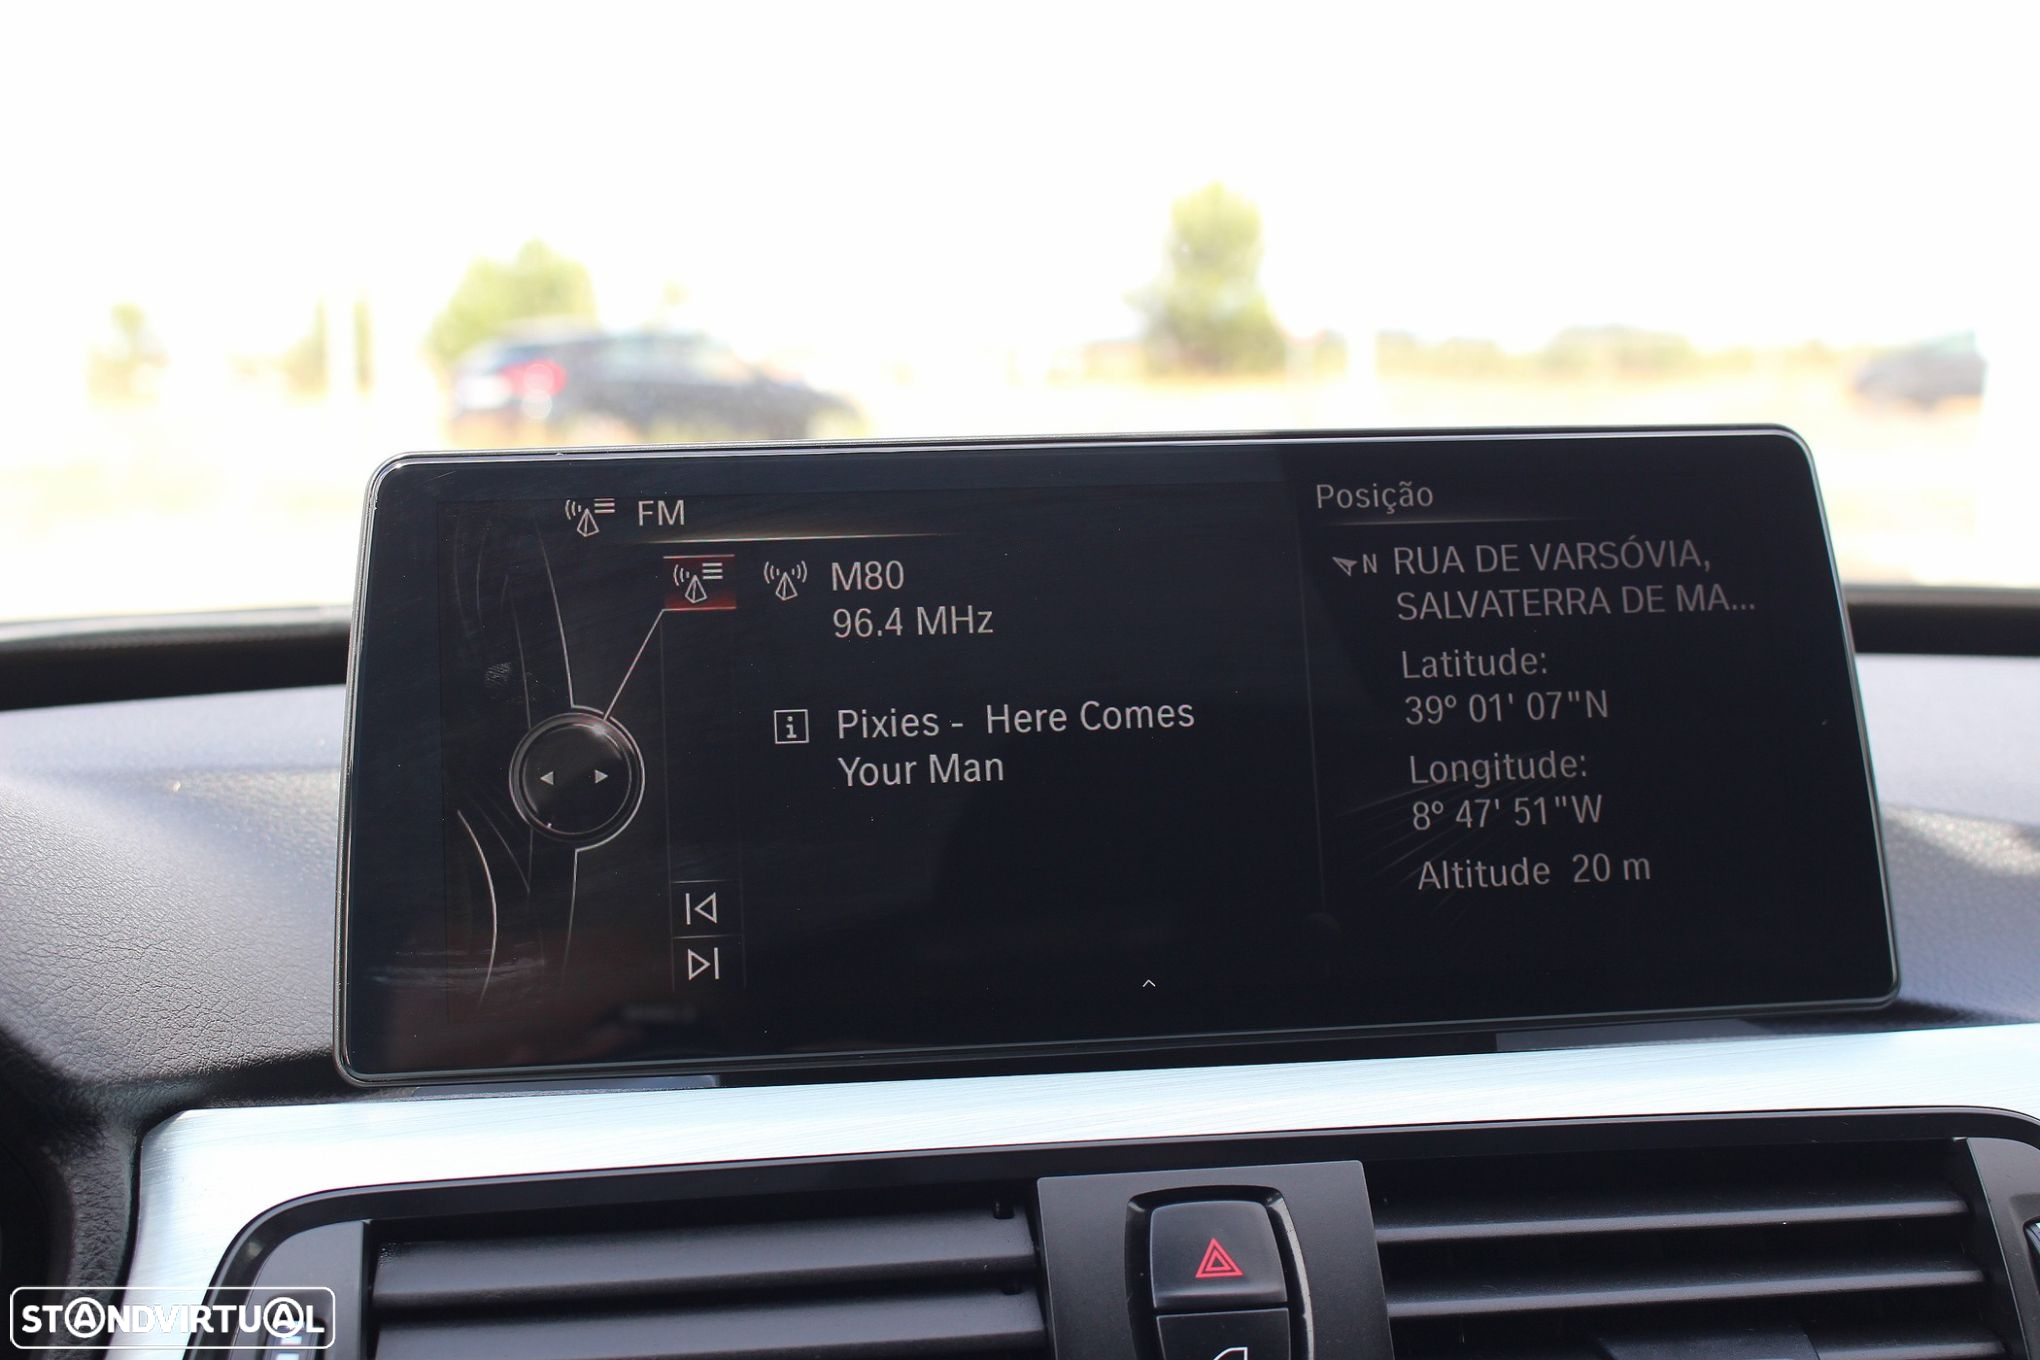 FM
M80
96.4 MHz
Pixies - Here Comes
Your Man
Posição
N RUA DE VARSÓVIA,
SALVATERRA DE MA...
Latitude:
39º 01' 07"N
Longitude:
8º 47' 51"W
Altitude 20 m
STANDVIRTUAL